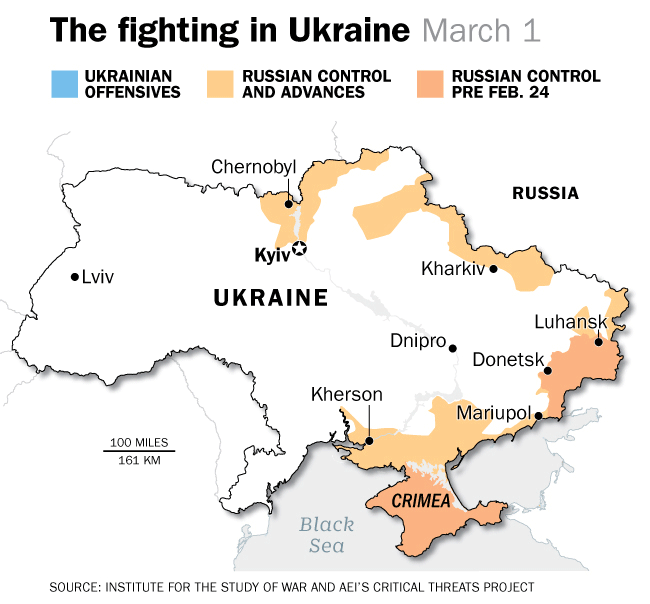 The fighting in Ukraine March 1
UKRAINIAN
OFFENSIVES
RUSSIAN CONTROL
AND ADVANCES
RUSSIAN CONTROL
PRE FEB. 24
Chernobyl
RUSSIA
Kyiv
Kharkiv
Lviv
UKRAINE
Luhansk
Dnipro
Donetsk
Kherson
Mariupol
100 MILES
161 KM
CRIMEA
Black
Sea
SOURCE: INSTITUTE FOR THE STUDY OF WAR AND AEI'S CRITICAL THREATS PROJECT